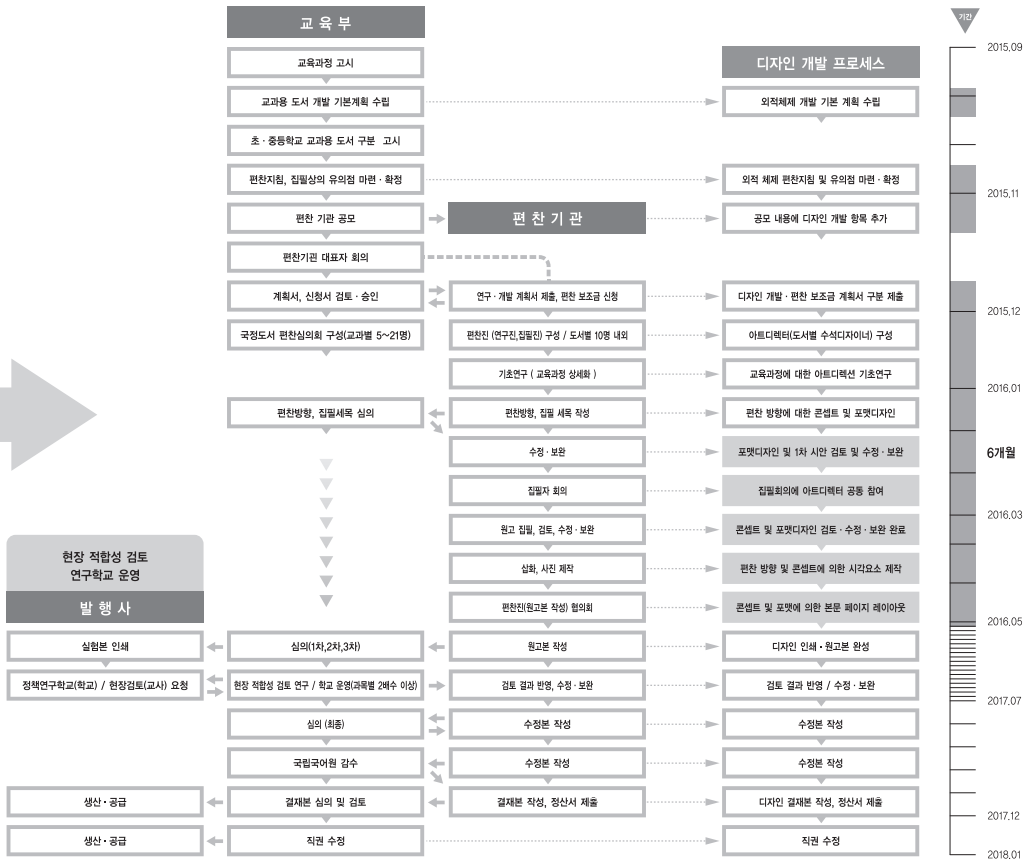 교 육 부
기간
2015.09
교육과정 고시
디자인 개발 프로세스
교과용 도서 개발 기본계획 수립
외적체제 개발 기본 계획 수립
초 · 중등학교 교과용 도서 구분 고시
편찬지침, 집필상의 유의점 마련 · 확정
외적 체제 편찬지침 및 유의점 마련 · 확정
2015.11
편찬 기관 공모
편 찬 기 관
공모 내용에 디자인 개발 항목 추가
편찬기괸 대표자 회의
계획서, 신청서 검토 · 승인
연구 · 개발 계획서 제출, 편찬 보조금 신청
디자인 개발 · 편찬 보조금 계획서 구분 제출
2015.12
국정도서 편찬심의회 구성(교과별 5~21명)
편찬진 (연구진,집필진) 구성 / 도서별 10명 내외
아트디렉터(도서별 수석디자이너) 구성
기초연구 ( 교육과정 상세화 )
교육과정에 대한 아트디렉션 기초연구
2016.01
편찬방향, 집필세목 심의
편찬방향, 집필 세목 작성
편찬 방향에 대한 콘셉트 및 포맷디자인
수정 · 보완
포맷디자인 및 1차 시안 검토 및 수정 · 보완
6개월
집필자 회의
집필회의에 아트디렉터 공동 참여
2016.03
원고 집필, 검토, 수정 · 보완
콘셉트 및 포맷디자인 검토 · 수정 · 보완 완료
현장 적합성 검토
연구학교 운영
삽화, 사진 제작
편찬 방향 및 콘셉트에 의한 시각요소 제작
발 행 사
편찬진(원고본 작성) 협의회
콘셉트 및 포맷에 의한 본문 페이지 레이아웃
2016.05
실험본 인쇄
심의(1차,2차,3차)
원고본 작성
디자인 인쇄 · 원고본 완성
정책연구학교(학교) / 현장검토(교사) 요청
현장 적합성 검토 연구 / 학교 운영(과목별 2배수 이상)
검토 결과 반영, 수정 · 보완
검토 결과 반영 / 수정 · 보완
2017.07
심의 (최종)
수정본 작성
수정본 작성
국립국어원 감수
수정본 작성
수정본 작성
생산 · 공급
결재본 심의 및 검토
결재본 작성, 정산서 제출
디자인 결재본 작성, 정산서 제출
2017.12
생산 · 공급
직권 수정
직권 수정
2018.01